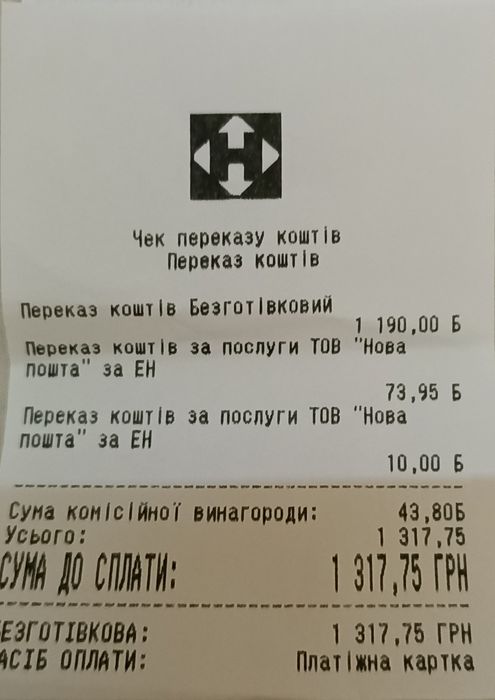 Чек переказу коштів
Переказ коштів
Переказ коштів Безготівковий
1 190,00 Б
Переказ коштів за послуги ТОВ "Нова
пошта" за ЕН
73,95 Б
Переказ коштів за послуги ТОВ "Нова
пошта" за ЕН
10,00 Б
Сума комісійної винагороди: 43,80Б
Усього: 1 317,75
СУМА ДО СПЛАТИ: 1 317,75 ГРН
ЕЗГОТІВКОВА: 1 317,75 ГРН
АСІБ ОПЛАТИ: Платіжна картка